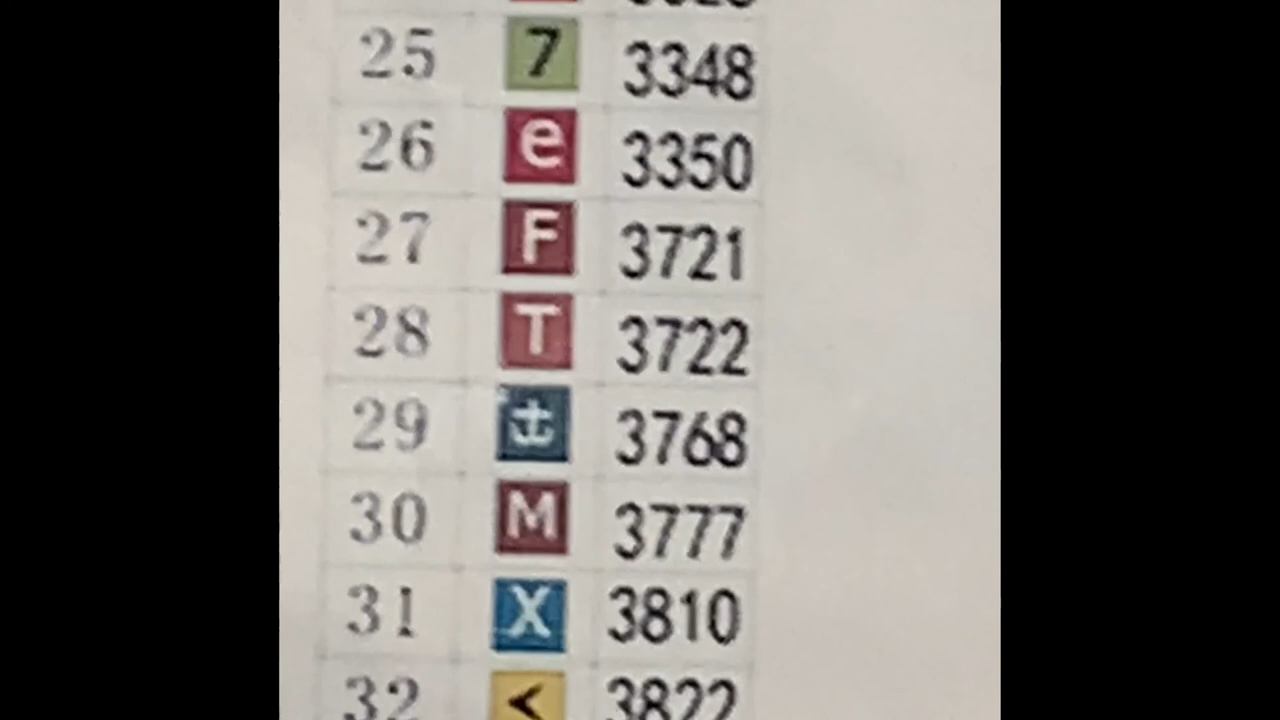 25 7 3348
26 e 3350
27 F 3721
28 T 3722
29 ⚓ 3768
30 M 3777
31 X 3810
32 < 3822